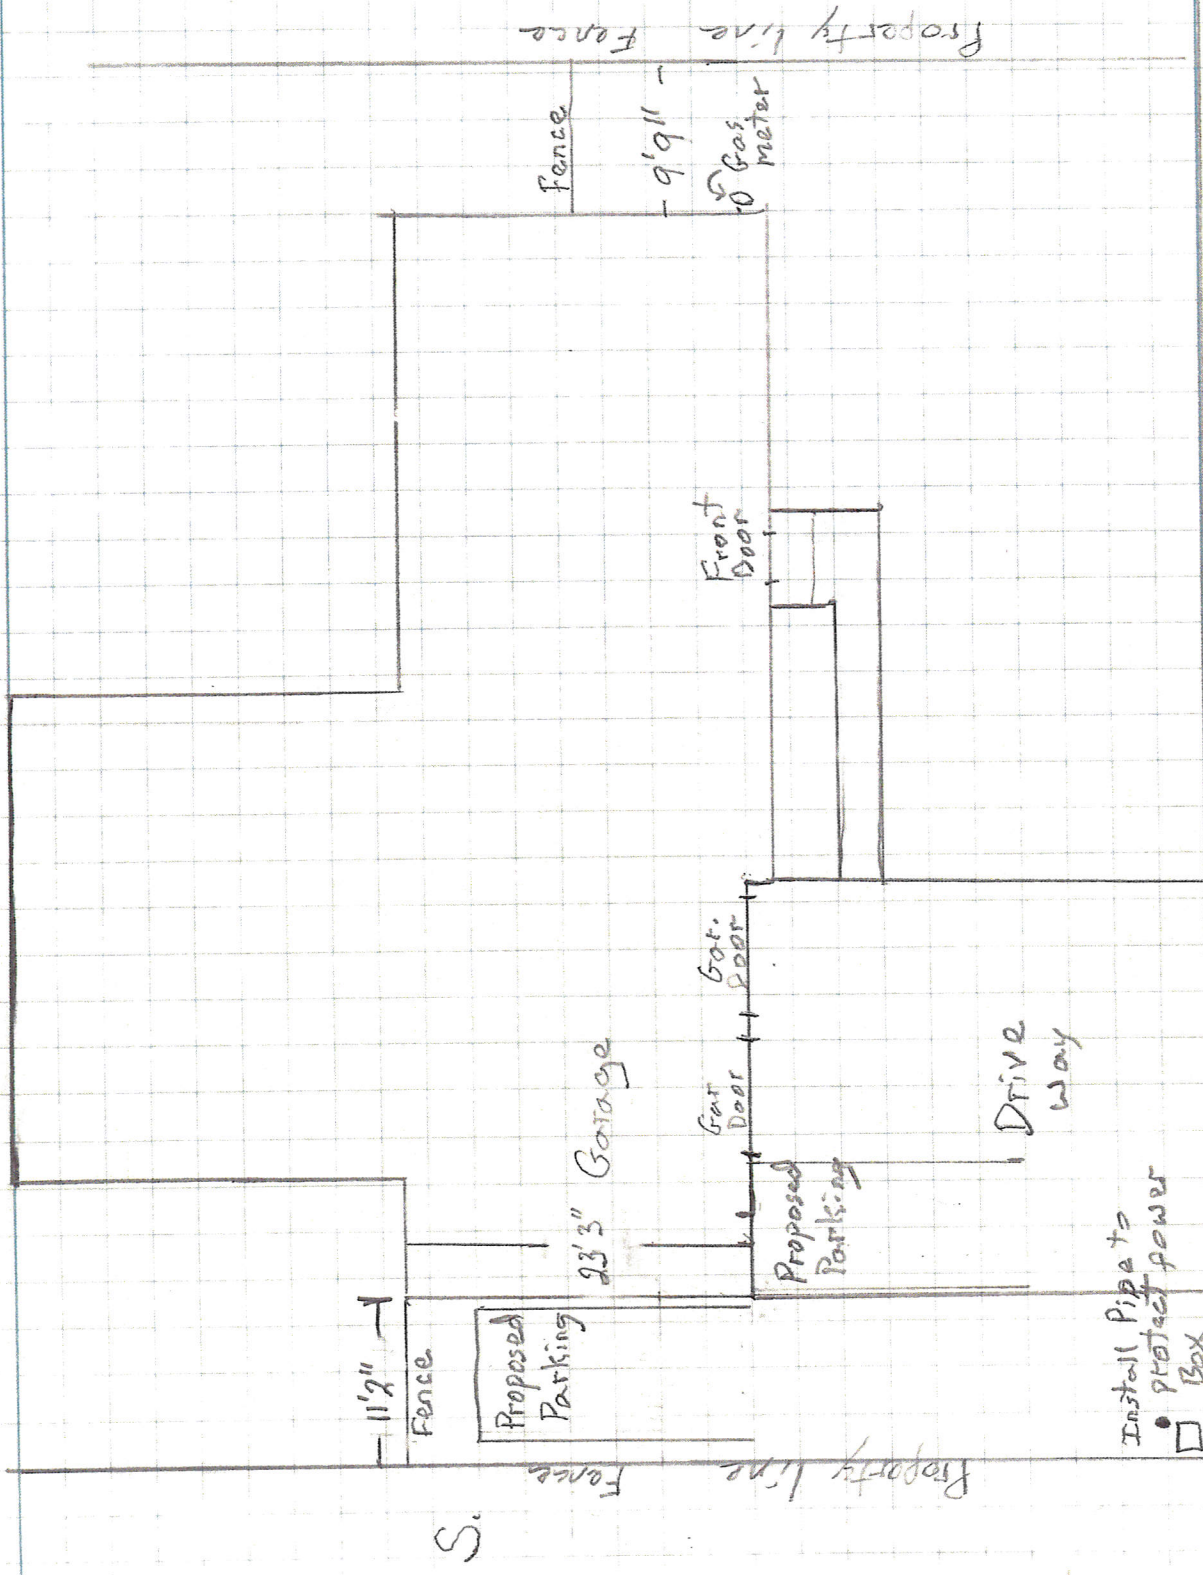 Property line Fence
Fence
- 9'9" -
Gas
meter
Front
Door
Gar.
Door
Gar
Door
Garage
23'3"
Drive
way
Proposed
Parking
11'2"
Fence
Proposed
Parking
Install Pipe to
protect power
Box
Property line Fence
S.